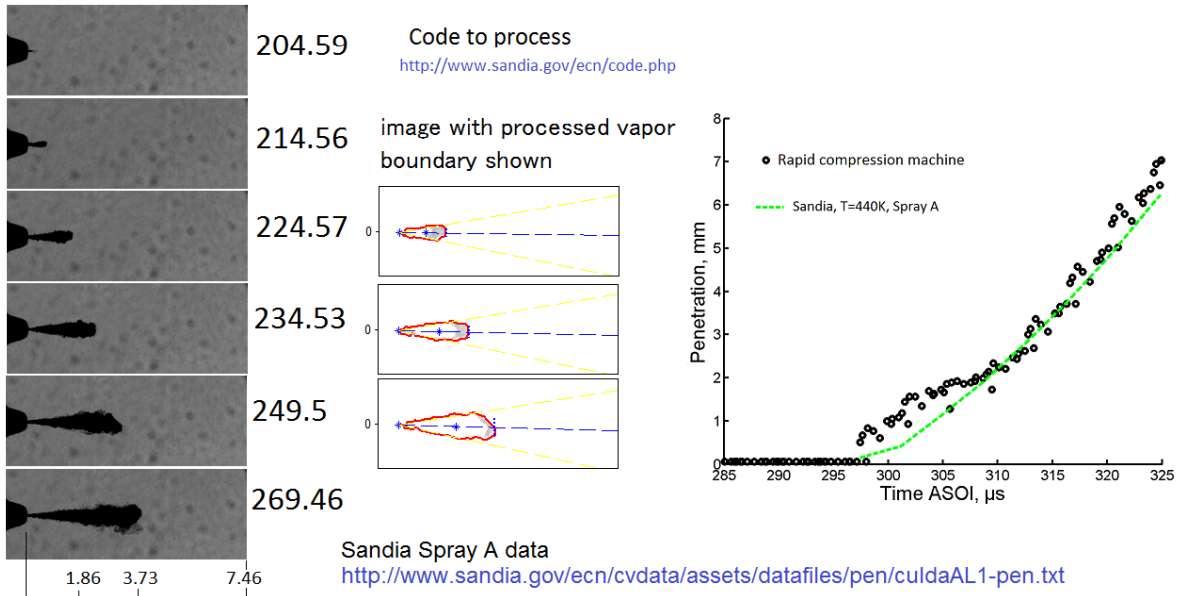 204.59
214.56
224.57
234.53
249.5
269.46
1.86 3.73 7.46
Code to process
http://www.sandia.gov/ecn/code.php
image with processed vapor
boundary shown
0
0
0
8
7
6
5
4
3
2
1
0
Penetration, mm
Rapid compression machine
Sandia, T=440K, Spray A
285 290 295 300 305 310 315 320 325
Time ASOI, µs
Sandia Spray A data
http://www.sandia.gov/ecn/cvdata/assets/datafiles/pen/culdaAL1-pen.txt